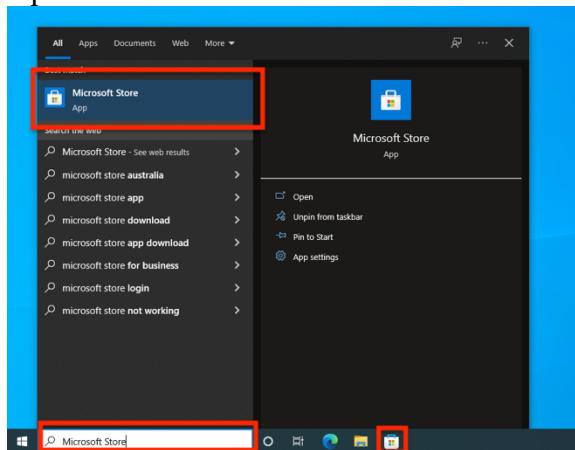 All Apps Documents Web More
Microsoft Store
App
Search the web
Microsoft Store - See web results
microsoft store australia
microsoft store app
microsoft store download
microsoft store app download
microsoft store for business
microsoft store login
microsoft store not working
Microsoft Store
App
Open
Unpin from taskbar
Pin to Start
App settings
Microsoft Store